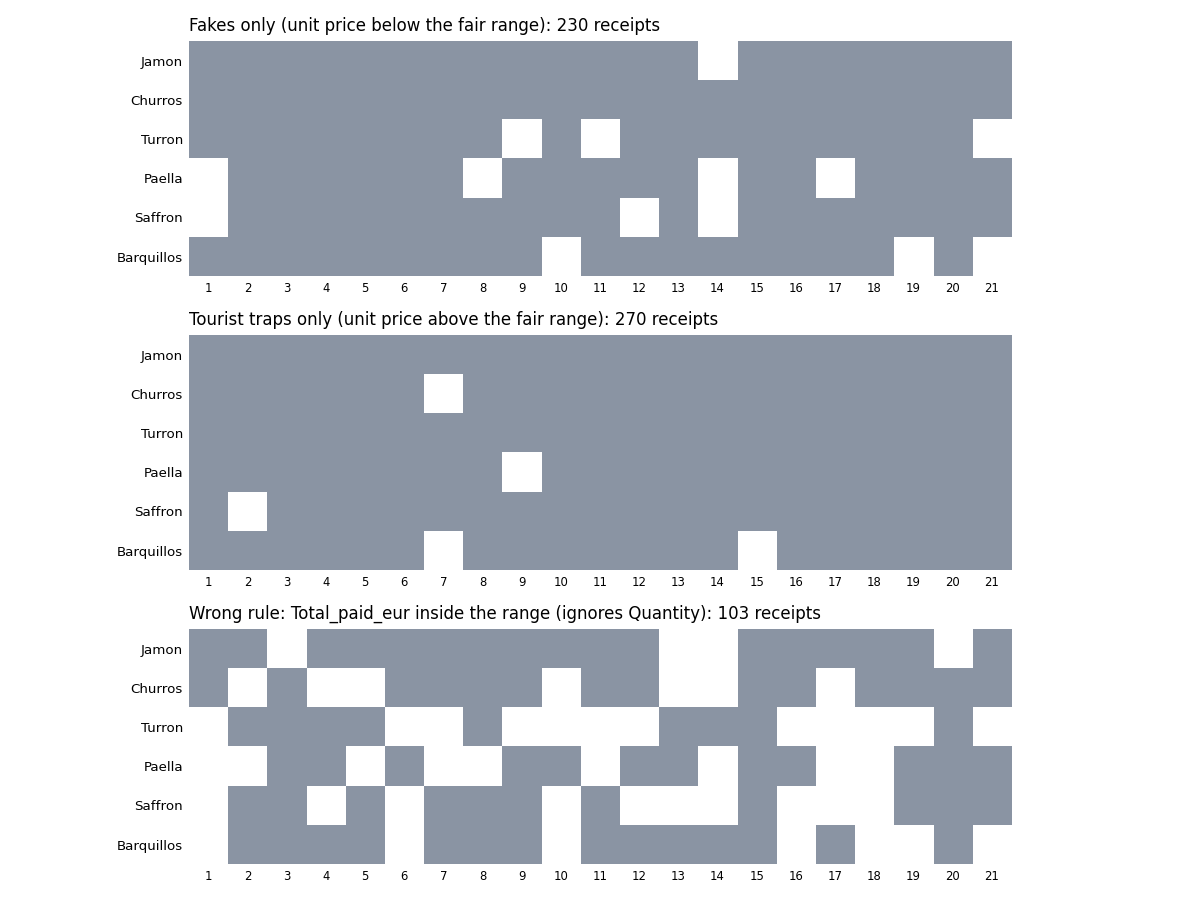 Fakes only (unit price below the fair range): 230 receipts
Jamon
Churros
Turron
Paella
Saffron
Barquillos
1 2 3 4 5 6 7 8 9 10 11 12 13 14 15 16 17 18 19 20 21
Tourist traps only (unit price above the fair range): 270 receipts
Jamon
Churros
Turron
Paella
Saffron
Barquillos
1 2 3 4 5 6 7 8 9 10 11 12 13 14 15 16 17 18 19 20 21
Wrong rule: Total_paid_eur inside the range (ignores Quantity): 103 receipts
Jamon
Churros
Turron
Paella
Saffron
Barquillos
1 2 3 4 5 6 7 8 9 10 11 12 13 14 15 16 17 18 19 20 21